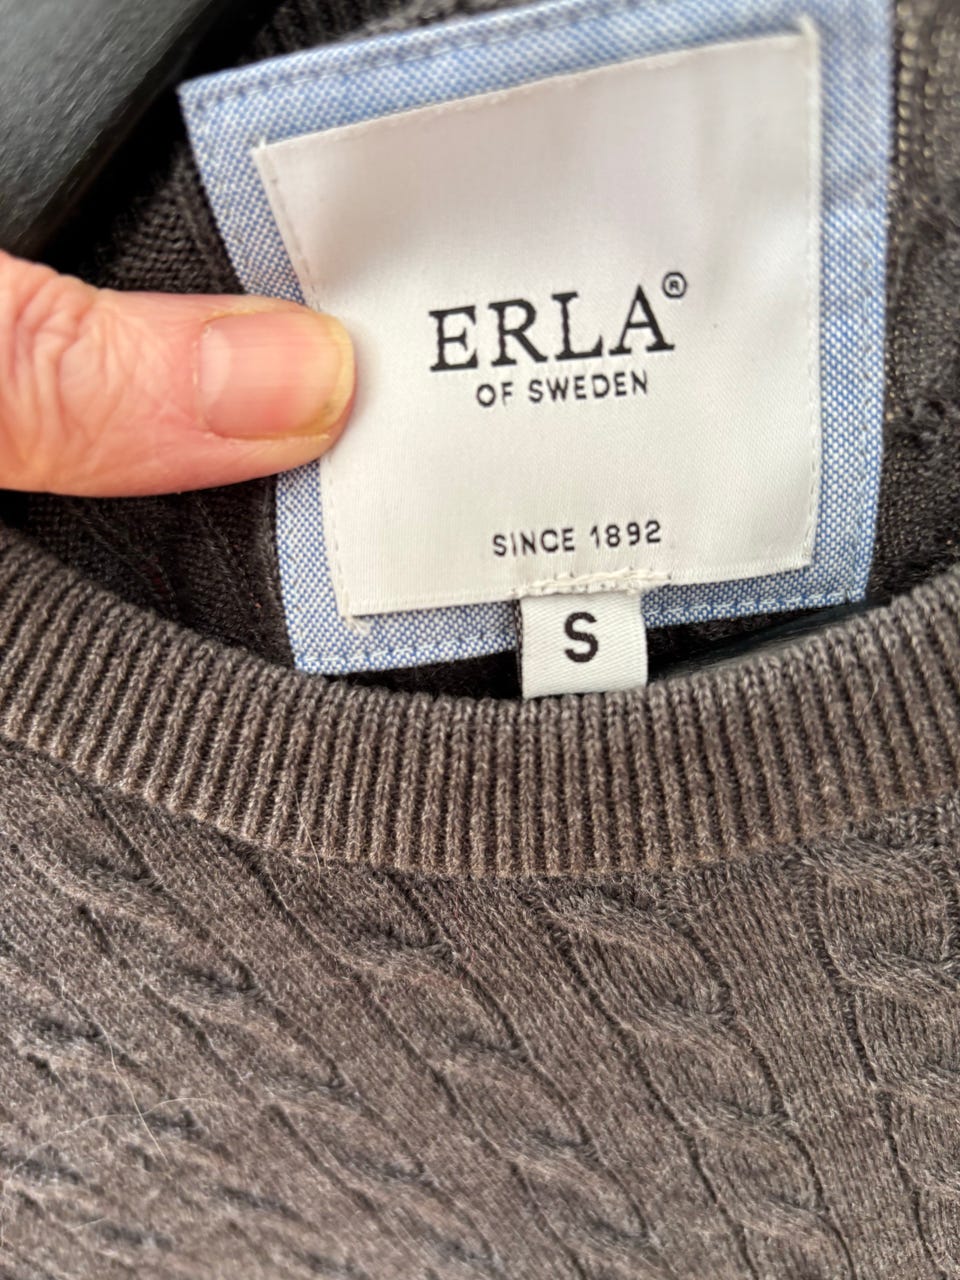 ERLA®
OF SWEDEN
SINCE 1892
S